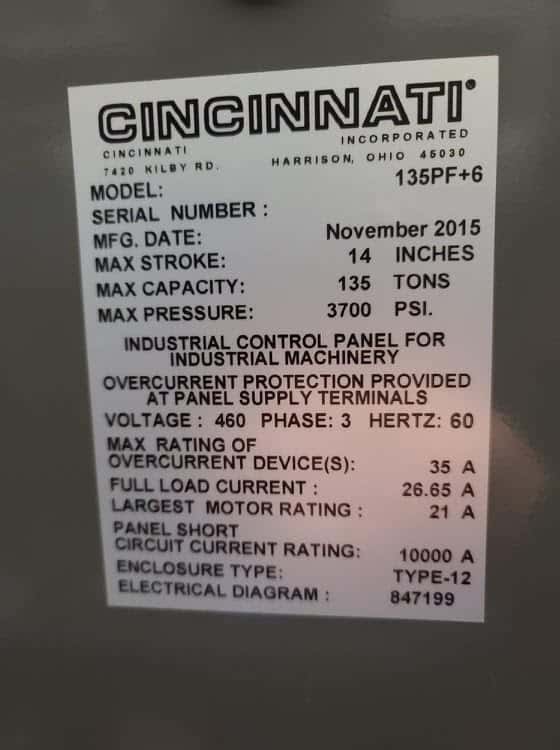 CINCINNATI®
INCORPORATED
CINCINNATI
7420 KILBY RD. HARRISON, OHIO 45030
MODEL: 135PF+6
SERIAL NUMBER :
MFG. DATE: November 2015
MAX STROKE: 14 INCHES
MAX CAPACITY: 135 TONS
MAX PRESSURE: 3700 PSI.
INDUSTRIAL CONTROL PANEL FOR
INDUSTRIAL MACHINERY
OVERCURRENT PROTECTION PROVIDED
AT PANEL SUPPLY TERMINALS
VOLTAGE : 460 PHASE: 3 HERTZ: 60
MAX RATING OF
OVERCURRENT DEVICE(S): 35 A
FULL LOAD CURRENT : 26.65 A
LARGEST MOTOR RATING : 21 A
PANEL SHORT
CIRCUIT CURRENT RATING: 10000 A
ENCLOSURE TYPE: TYPE-12
ELECTRICAL DIAGRAM : 847199